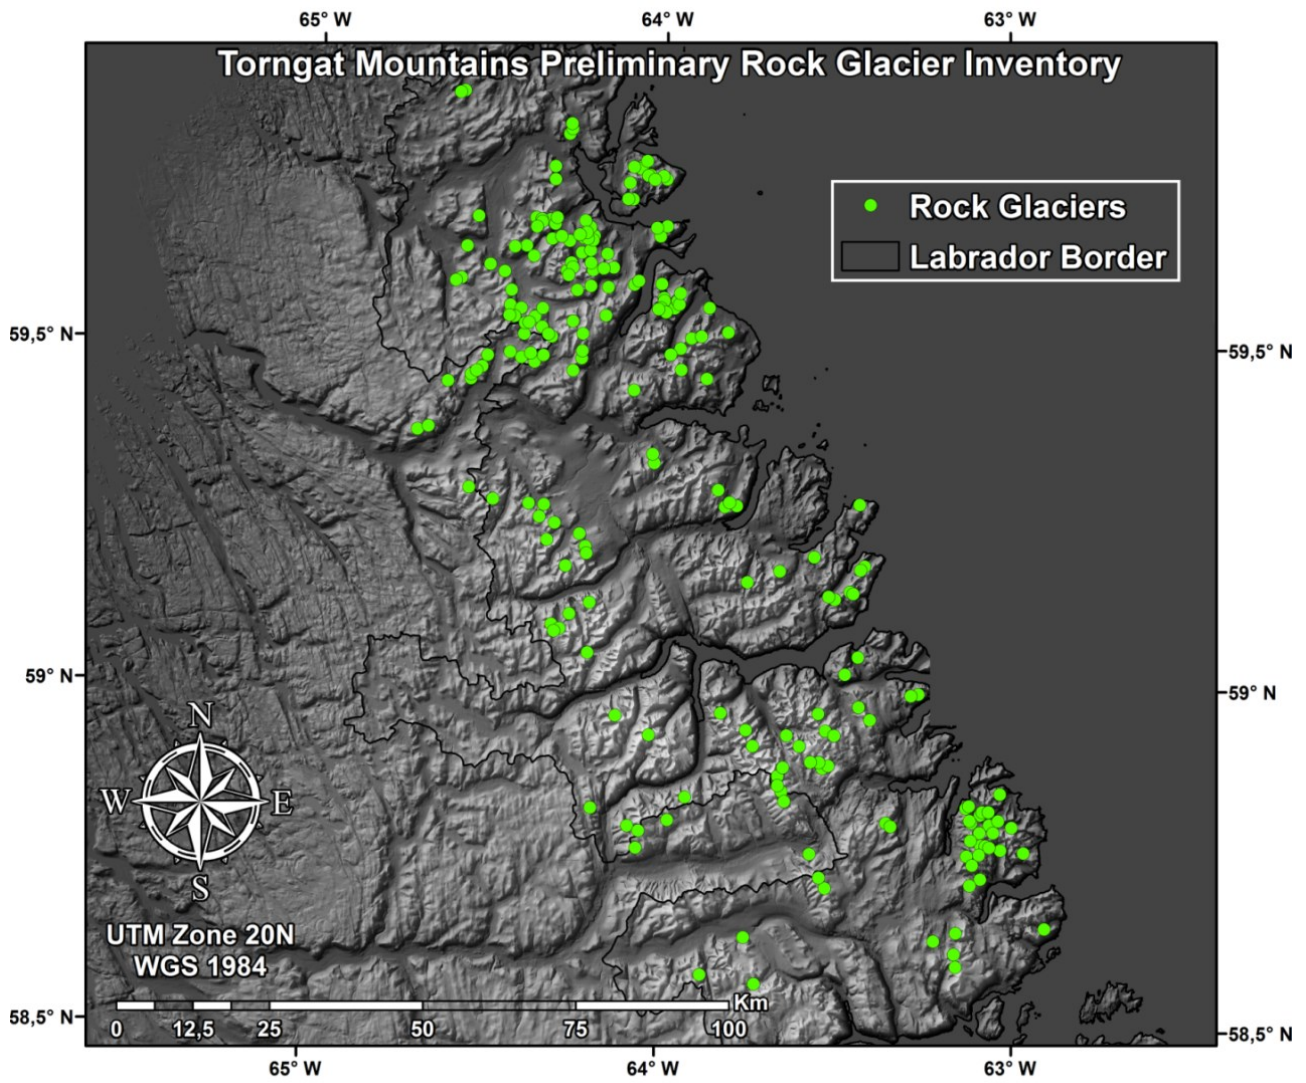 65° W 64° W 63° W
Torngat Mountains Preliminary Rock Glacier Inventory
Rock Glaciers
Labrador Border
59,5° N 59,5° N
59° N 59° N
N
W E
S
UTM Zone 20N
WGS 1984
Km
0 12,5 25 50 75 100
58,5° N 58,5° N
65° W 64° W 63° W